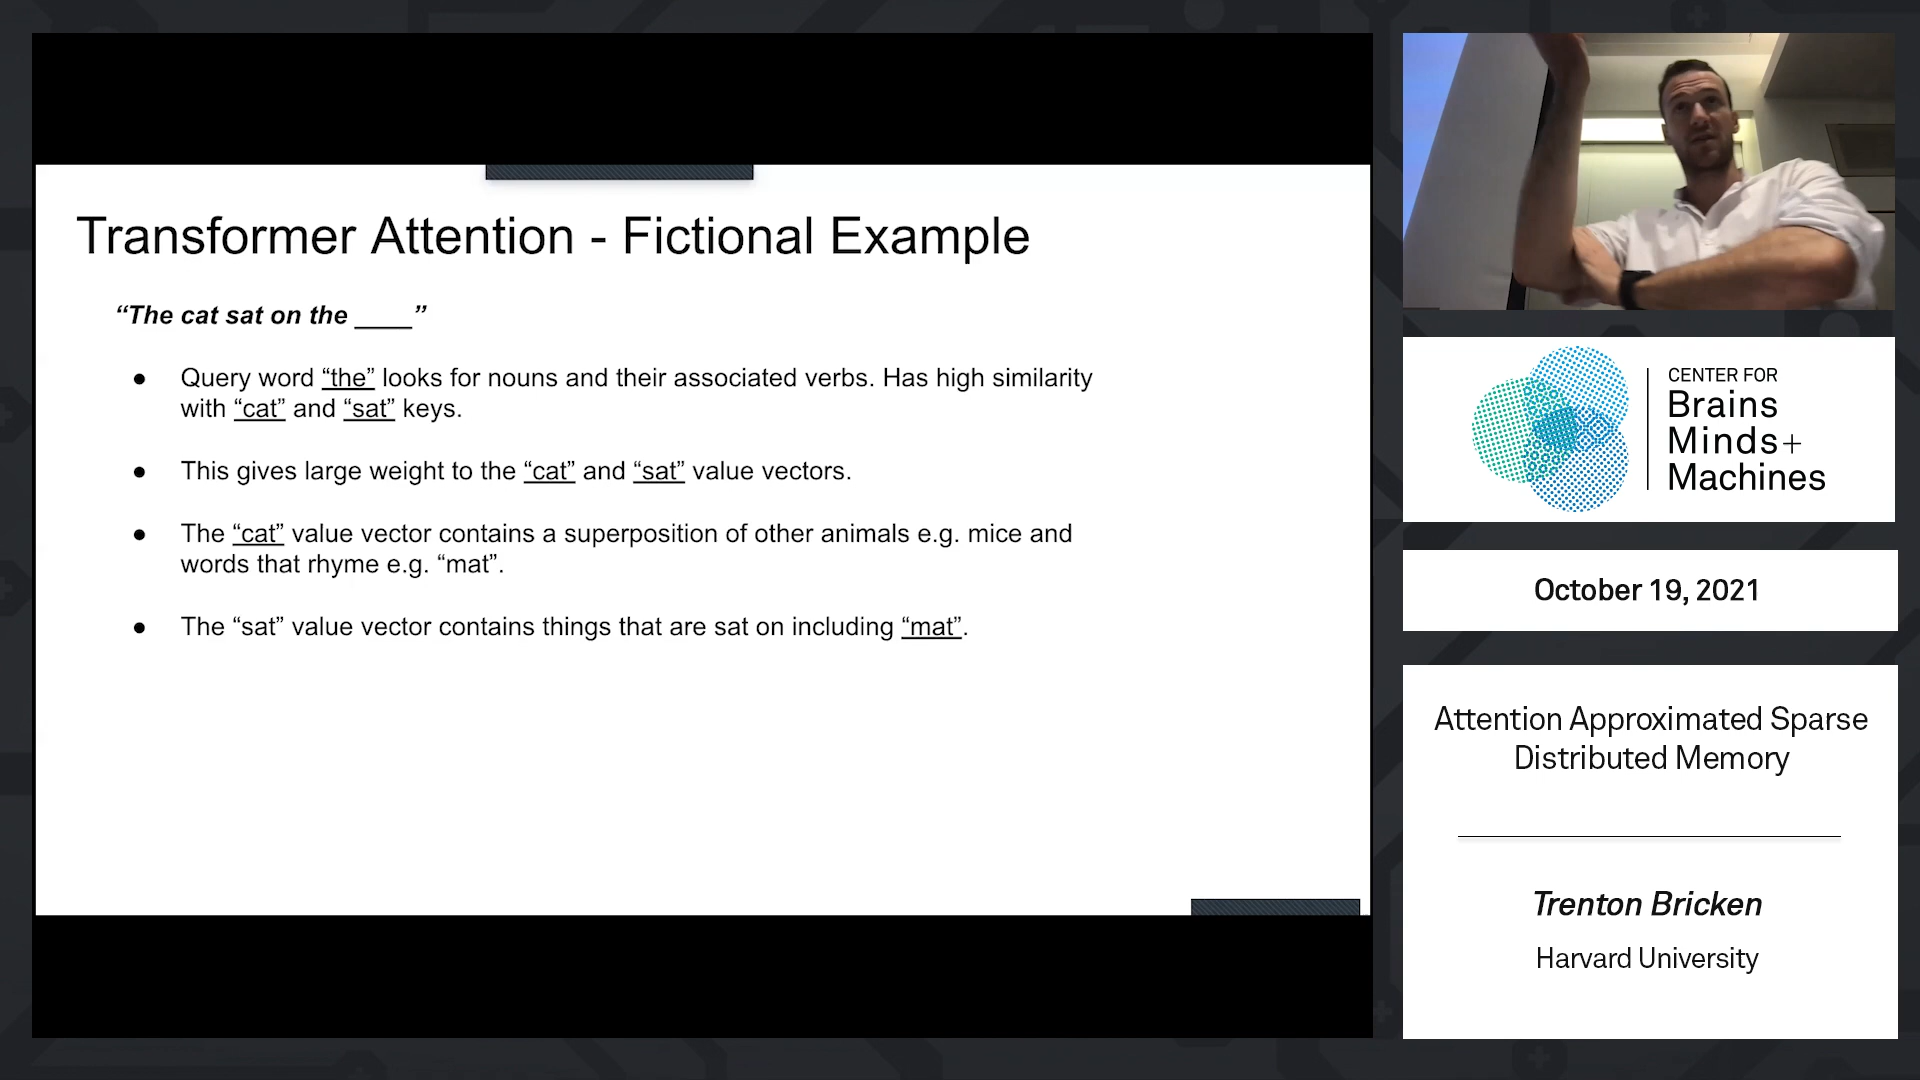 Transformer Attention - Fictional Example
“The cat sat on the ____”
● Query word “the” looks for nouns and their associated verbs. Has high similarity
with “cat” and “sat” keys.
● This gives large weight to the “cat” and “sat” value vectors.
● The “cat” value vector contains a superposition of other animals e.g. mice and
words that rhyme e.g. “mat”.
● The “sat” value vector contains things that are sat on including “mat”.
CENTER FOR
Brains
Minds+
Machines
October 19, 2021
Attention Approximated Sparse
Distributed Memory
Trenton Bricken
Harvard University